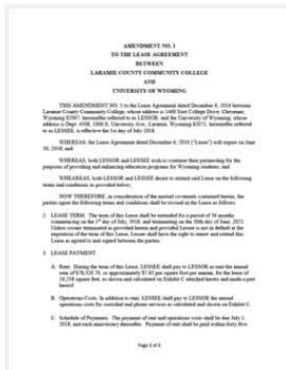 AMENDMENT NO. 1
TO THE LEASE AGREEMENT
BETWEEN
LARAMIE COUNTY COMMUNITY COLLEGE
AND
UNIVERSITY OF WYOMING
THIS AMENDMENT NO. 1 to the Lease Agreement dated December 8, 2016 between
Laramie County Community College, whose address is 1400 East College Drive, Cheyenne,
Wyoming 82007, hereinafter referred to as LESSOR, and the University of Wyoming, whose
address is Dept. 1000 E. University Ave., Laramie, Wyoming 82071, hereinafter referred
to as LESSEE, is effective the 1st day of July 2018.
WHEREAS, the Lease Agreement dated December 8, 2016 ("Lease") will expire on June
30, 2018; and
WHEREAS, both LESSOR and LESSEE wish to continue their partnership for the
purposes of providing and enhancing education programs for Wyoming students; and
WHEREAS, both LESSOR and LESSEE desire to extend said Lease on the following
terms and conditions as provided below;
NOW THEREFORE, in consideration of the mutual covenants contained herein, the
parties agree the following terms and conditions shall be revised in the Lease as follows:
2 LEASE TERM. The term of this Lease shall be extended for a period of months
commencing on the 1st day of July, 2018, and terminating on the 30th day of June,
Unless sooner terminated as provided herein and provided Lessee is not in default at the
expiration of the term of this Lease, Lessee shall have the right to renew and extend this
Lease as agreed to and signed between the parties.
3 LEASE PAYMENT
A. Rent. During the term of this Lease, LESSEE shall pay to LESSOR as rent the annual
sum of or approximately per square foot per annum, for the lease of
square feet, as calculated and shown on Exhibit C attached hereto and made a part
hereof.
B. Operations Costs. In addition to rent, LESSEE shall pay to LESSOR the annual
operations costs for custodial and phone services as calculated and shown on Exhibit C.
C. Schedule of Payments. The payment of rent and operations costs shall be due July 1,
2018, and each anniversary thereafter. Payment of rent shall be paid within forty-five
Page of